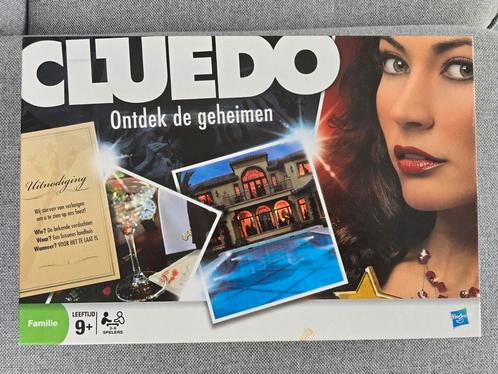 CLUEDO
Ontdek de geheimen
Uitnodiging
Wij sterven van verlangen
om u te zien op ons feest!
Wie? De bekende verdachten
Waar? Een luxueus landhuis
Wanneer? VOOR HET TE LAAT IS
Familie
LEEFTIJD
9+
2-6
SPELERS
Hasbro